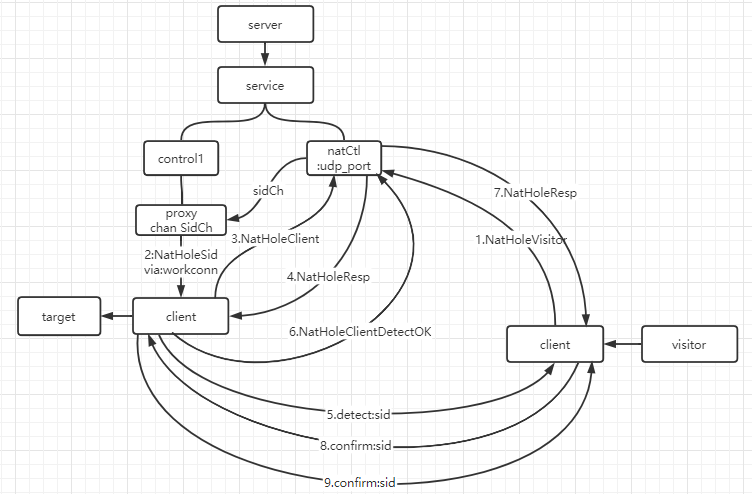 server
service
control1
natCtl
:udp_port
sidCh
7.NatHoleResp
proxy
chan SidCh
3.NatHoleClient
1.NatHoleVisitor
2:NatHoleSid
via:workconn
4.NatHoleResp
target
client
6.NatHoleClientDetectOK
client
visitor
5.detect:sid
8.confirm:sid
9.confirm:sid